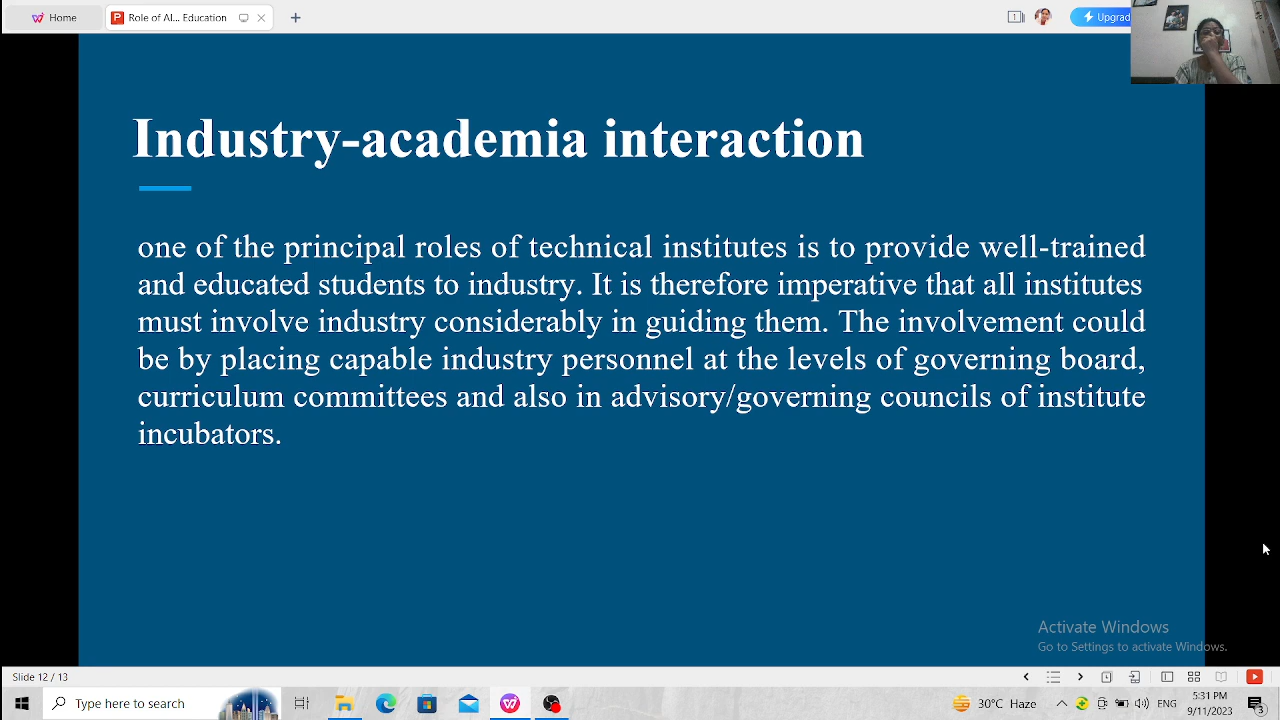 Home
Role of AI... Education
Upgrad
Industry-academia interaction
one of the principal roles of technical institutes is to provide well-trained
and educated students to industry. It is therefore imperative that all institutes
must involve industry considerably in guiding them. The involvement could
be by placing capable industry personnel at the levels of governing board,
curriculum committees and also in advisory/governing councils of institute
incubators.
Activate Windows
Go to Settings to activate Windows.
Slide 12 / 13
Type here to search
30°C Haze
ENG
5:31 PM
9/11/2023
3